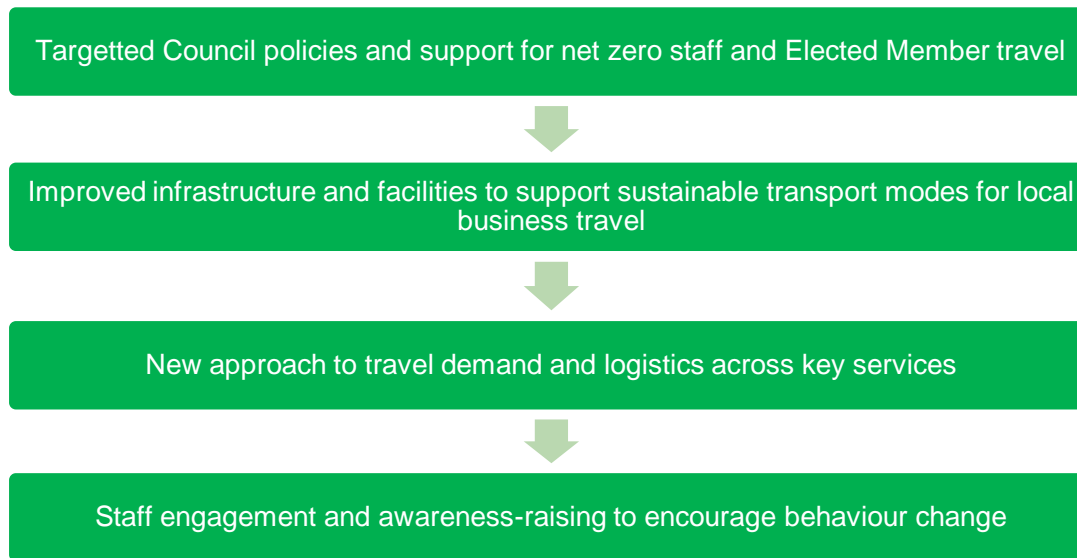 Targetted Council policies and support for net zero staff and Elected Member travel
Improved infrastructure and facilities to support sustainable transport modes for local
business travel
New approach to travel demand and logistics across key services
Staff engagement and awareness-raising to encourage behaviour change